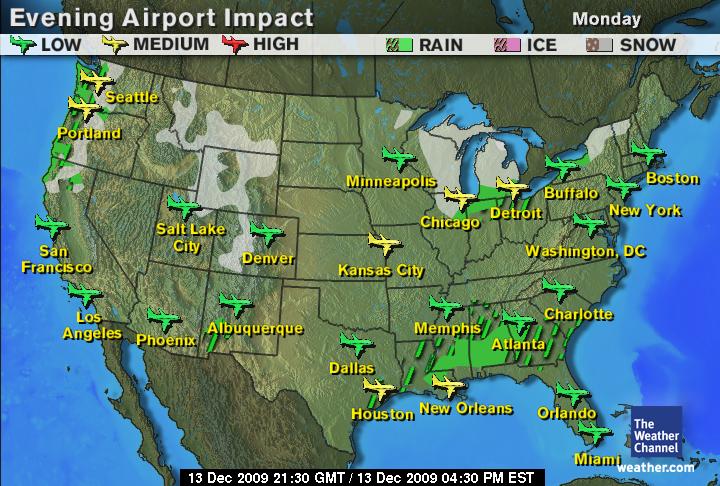 Evening Airport Impact
Monday
LOW MEDIUM HIGH RAIN ICE SNOW
Seattle
Portland
Minneapolis
Boston
Buffalo
New York
Detroit
Chicago
Salt Lake
City
Washington, DC
San
Francisco
Denver
Kansas City
Los
Angeles
Phoenix
Albuquerque
Memphis
Charlotte
Atlanta
Dallas
Houston
New Orleans
Orlando
Miami
The
Weather
Channel
weather.com
13 Dec 2009 21:30 GMT / 13 Dec 2009 04:30 PM EST